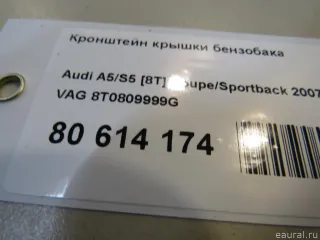 Кронштейн крышки бензобака
Audi A5/S5 [8T] Coupe/Sportback 2007
VAG 8T0809999G
80 614 174
eaural.ru